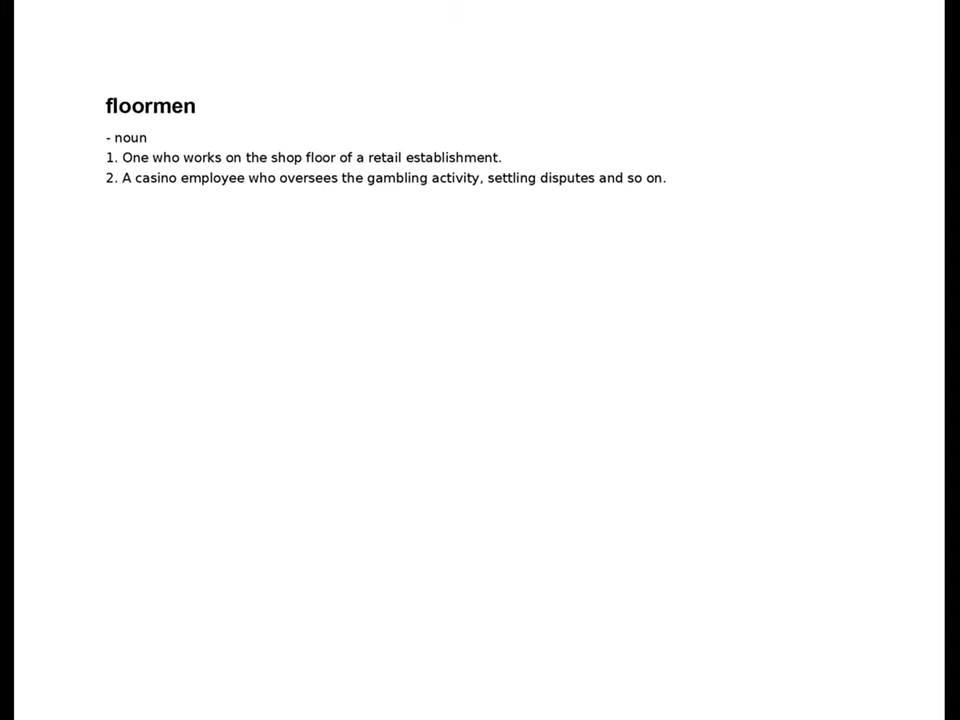 floormen
- noun
1. One who works on the shop floor of a retail establishment.
2. A casino employee who oversees the gambling activity, settling disputes and so on.